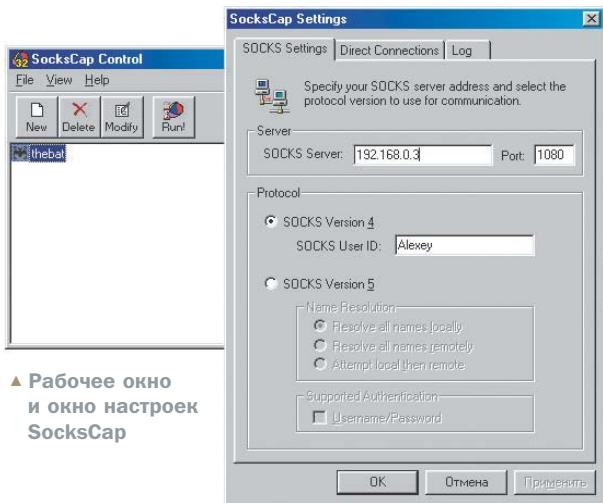 SocksCap Control
File View Help
New Delete Modify Run!
thebat
▲ Рабочее окно
и окно настроек
SocksCap
SocksCap Settings
SOCKS Settings Direct Connections Log
Specify your SOCKS server address and select the
protocol version to use for communication.
Server
SOCKS Server: 192.168.0.3 Port: 1080
Protocol
SOCKS Version 4
SOCKS User ID: Alexey
SOCKS Version 5
Name Resolution
Resolve all names locally
Resolve all names remotely
Attempt local then remote
Supported Authentication
Username/Password
OK Отмена Применить